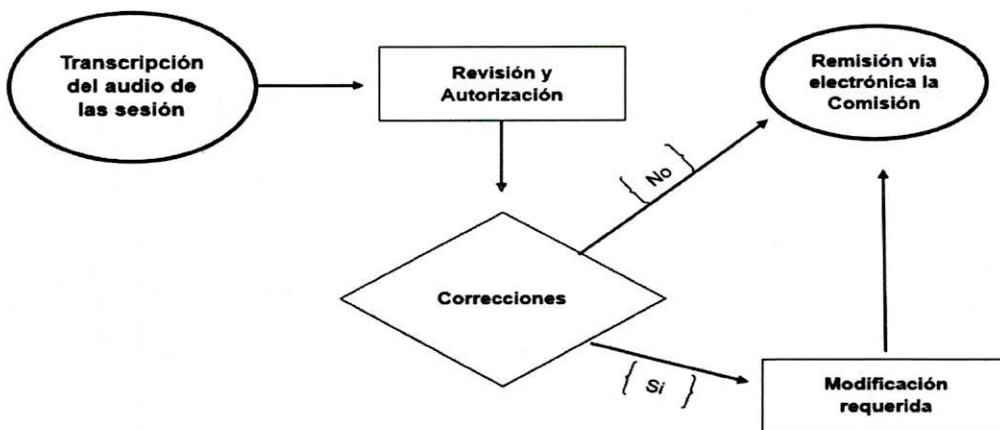 Transcripción
del audio de
las sesión
Revisión y
Autorización
Remisión vía
electrónica la
Comisión
{ No }
Correcciones
{ Si }
Modificación
requerida